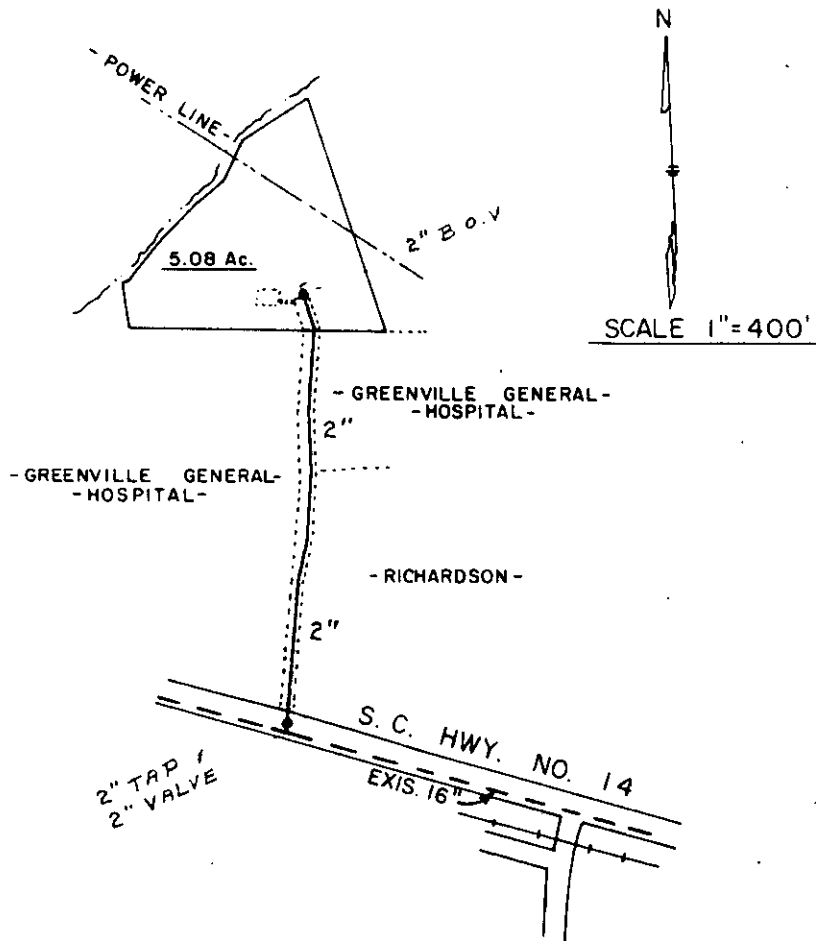 N
- POWER LINE -
2" B.O.V
5.08 Ac.
SCALE 1"=400'
- GREENVILLE GENERAL -
- HOSPITAL -
2"
- GREENVILLE GENERAL -
- HOSPITAL -
- RICHARDSON -
2"
S. C. HWY. NO. 14
2" TAP &
2" VALVE
EXIS. 16"